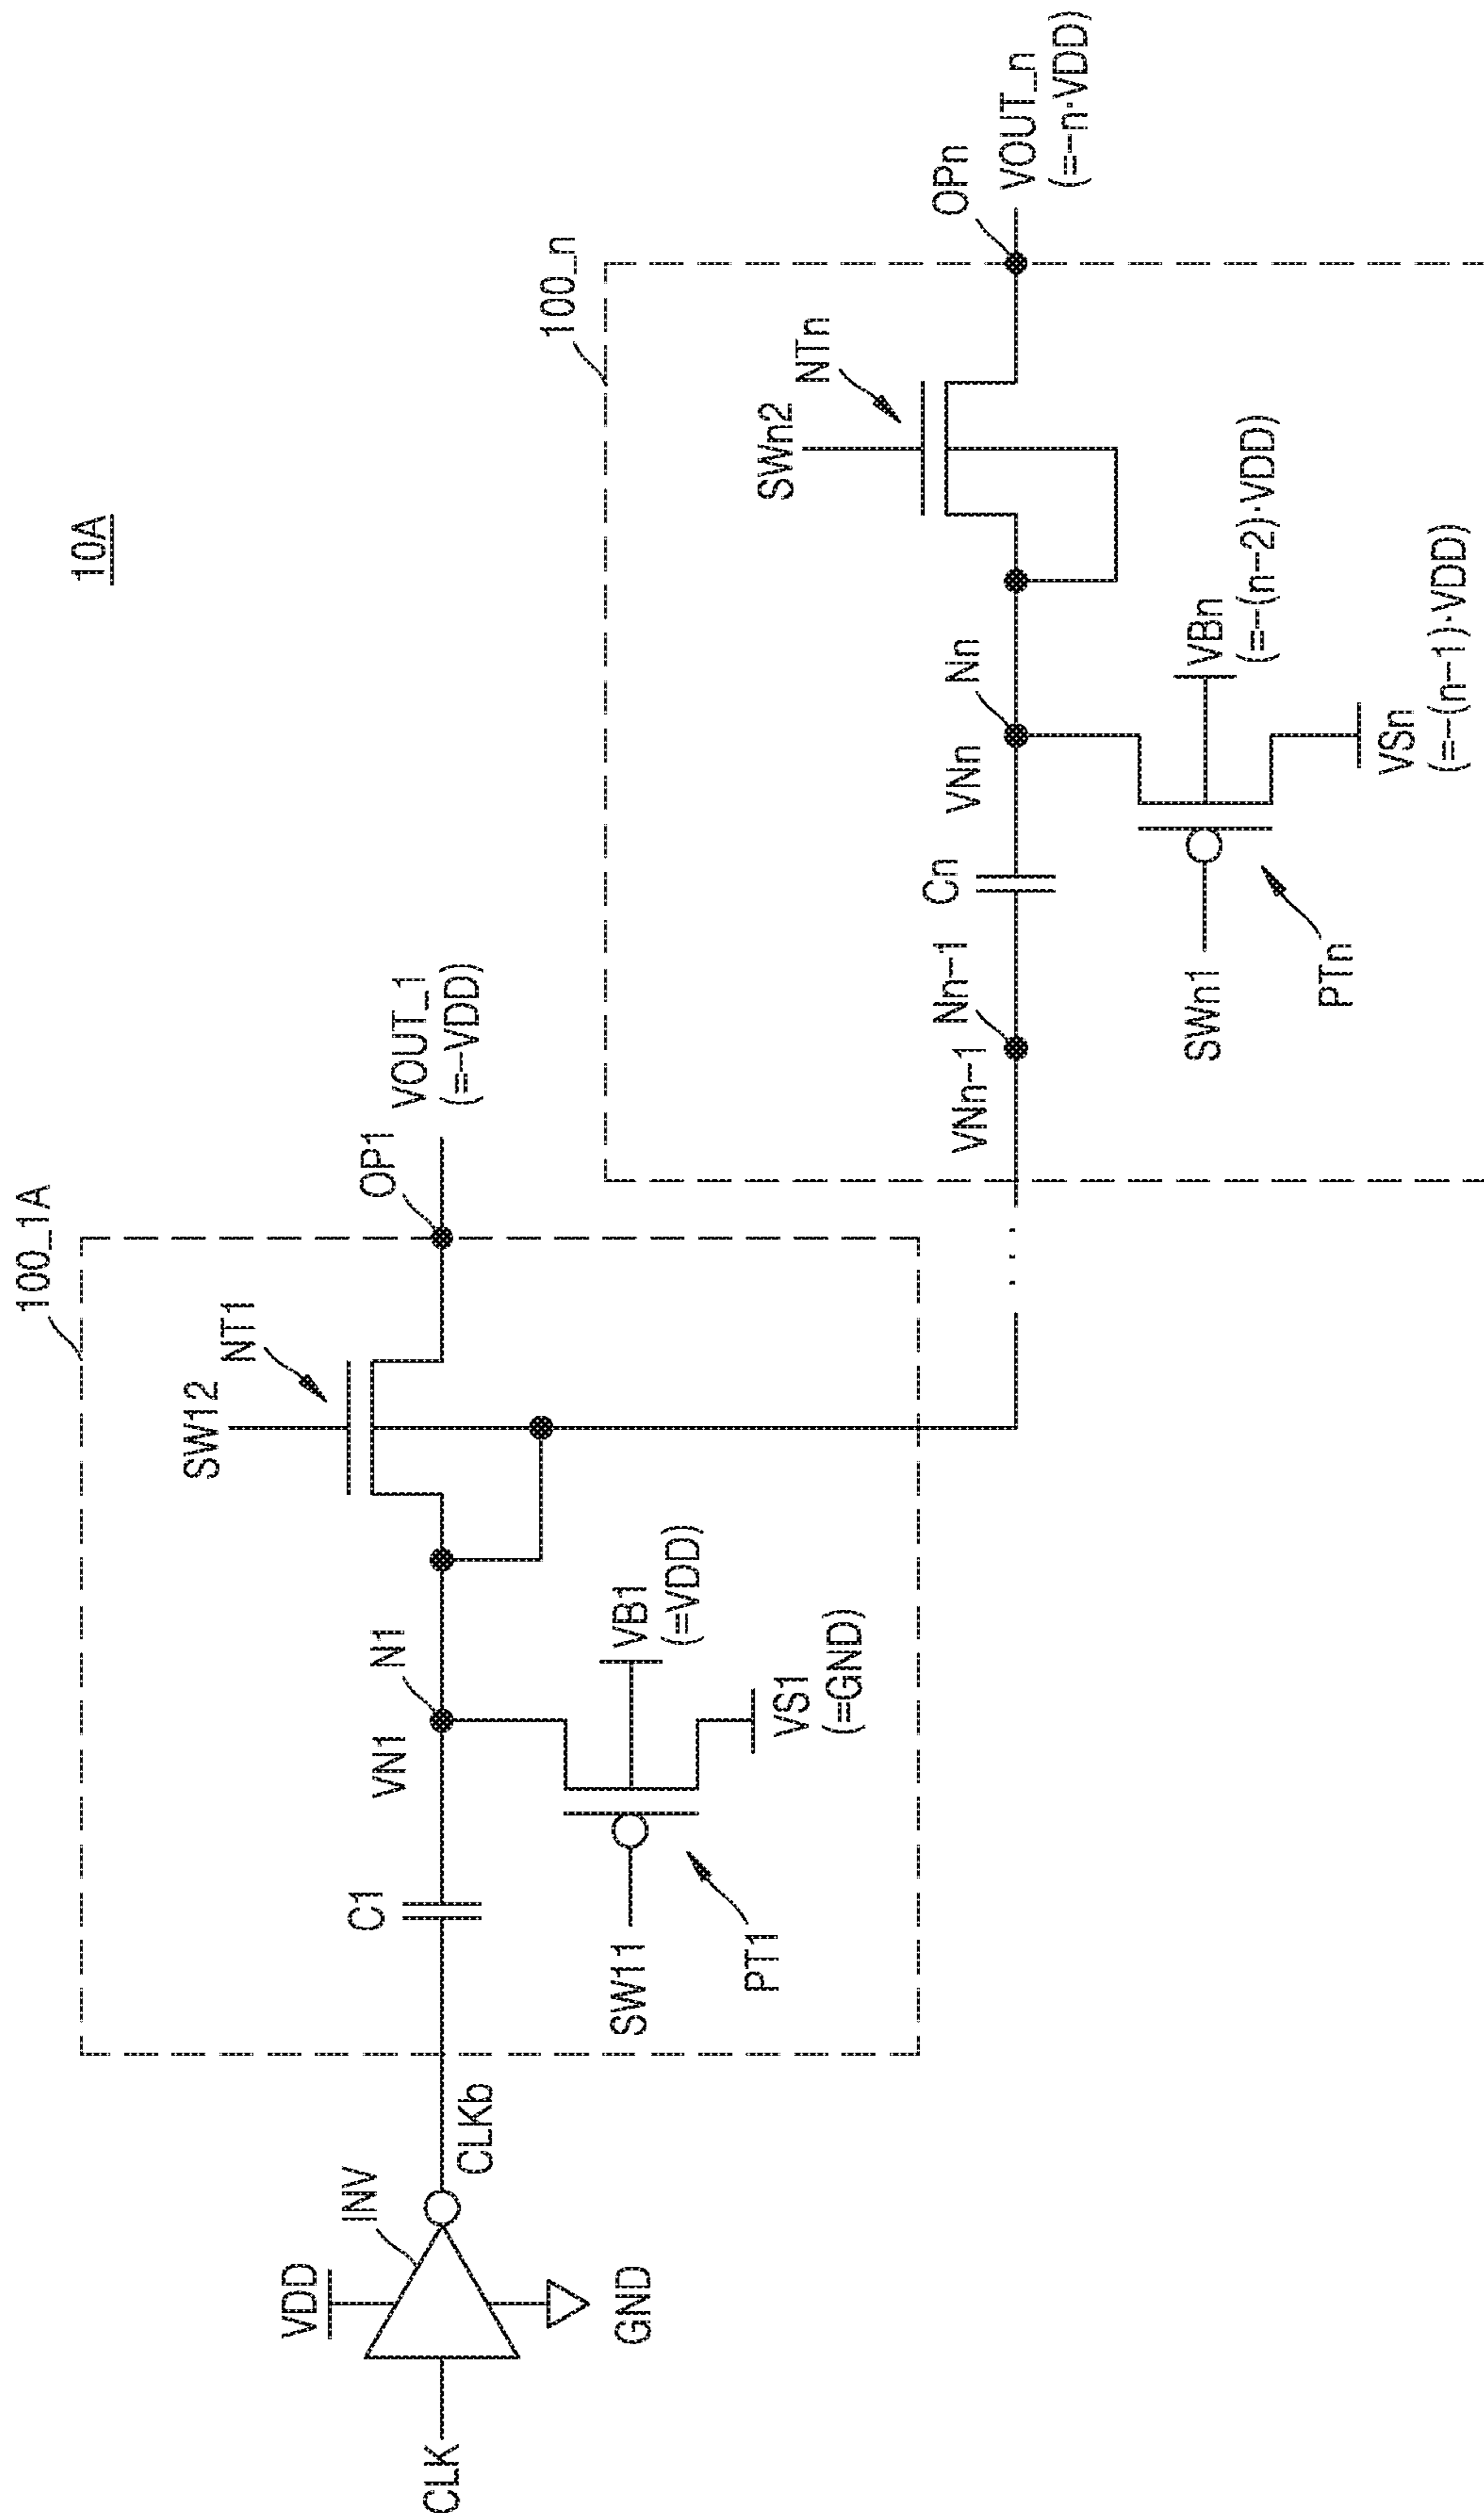 10A
100_1A
SW12
NT1
OP1
VOUT_1
(=-VDD)
N1
VN1
C1
VB1
(=VDD)
VS1
(=GND)
SW11
PT1
VDD
INV
CLK
CLKb
GND
100_n
SWn2
NTn
OPn
VOUT_n
(=-n·VDD)
Nn
VNn
Cn
Nn-1
VNn-1
VBn
(=-(n-2)·VDD)
VSn
(=-(n-1)·VDD)
SWn1
PTn
. . .